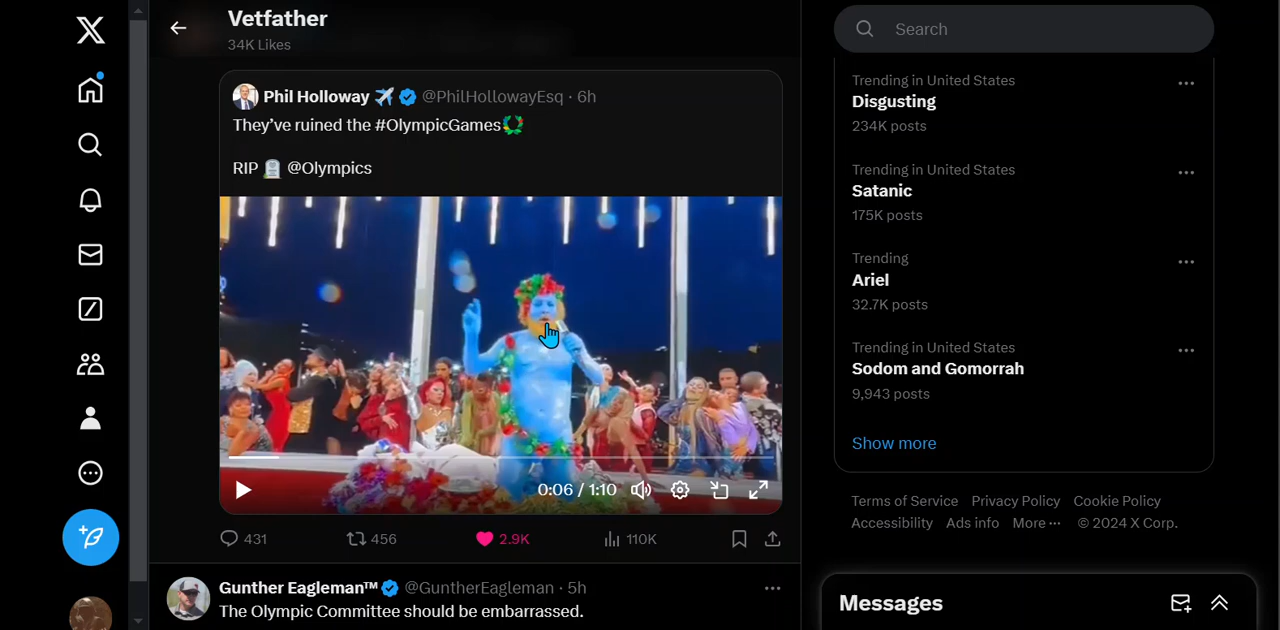 Vetfather
34K Likes
Phil Holloway @PhilHollowayEsq · 6h
They’ve ruined the #OlympicGames
RIP @Olympics
0:06 / 1:10
431 456 2.9K 110K
Gunther Eagleman™ @GuntherEagleman · 5h
The Olympic Committee should be embarrassed.
Search
Trending in United States
Disgusting
234K posts
Trending in United States
Satanic
175K posts
Trending
Ariel
32.7K posts
Trending in United States
Sodom and Gomorrah
9,943 posts
Show more
Terms of Service Privacy Policy Cookie Policy
Accessibility Ads info More ··· © 2024 X Corp.
Messages